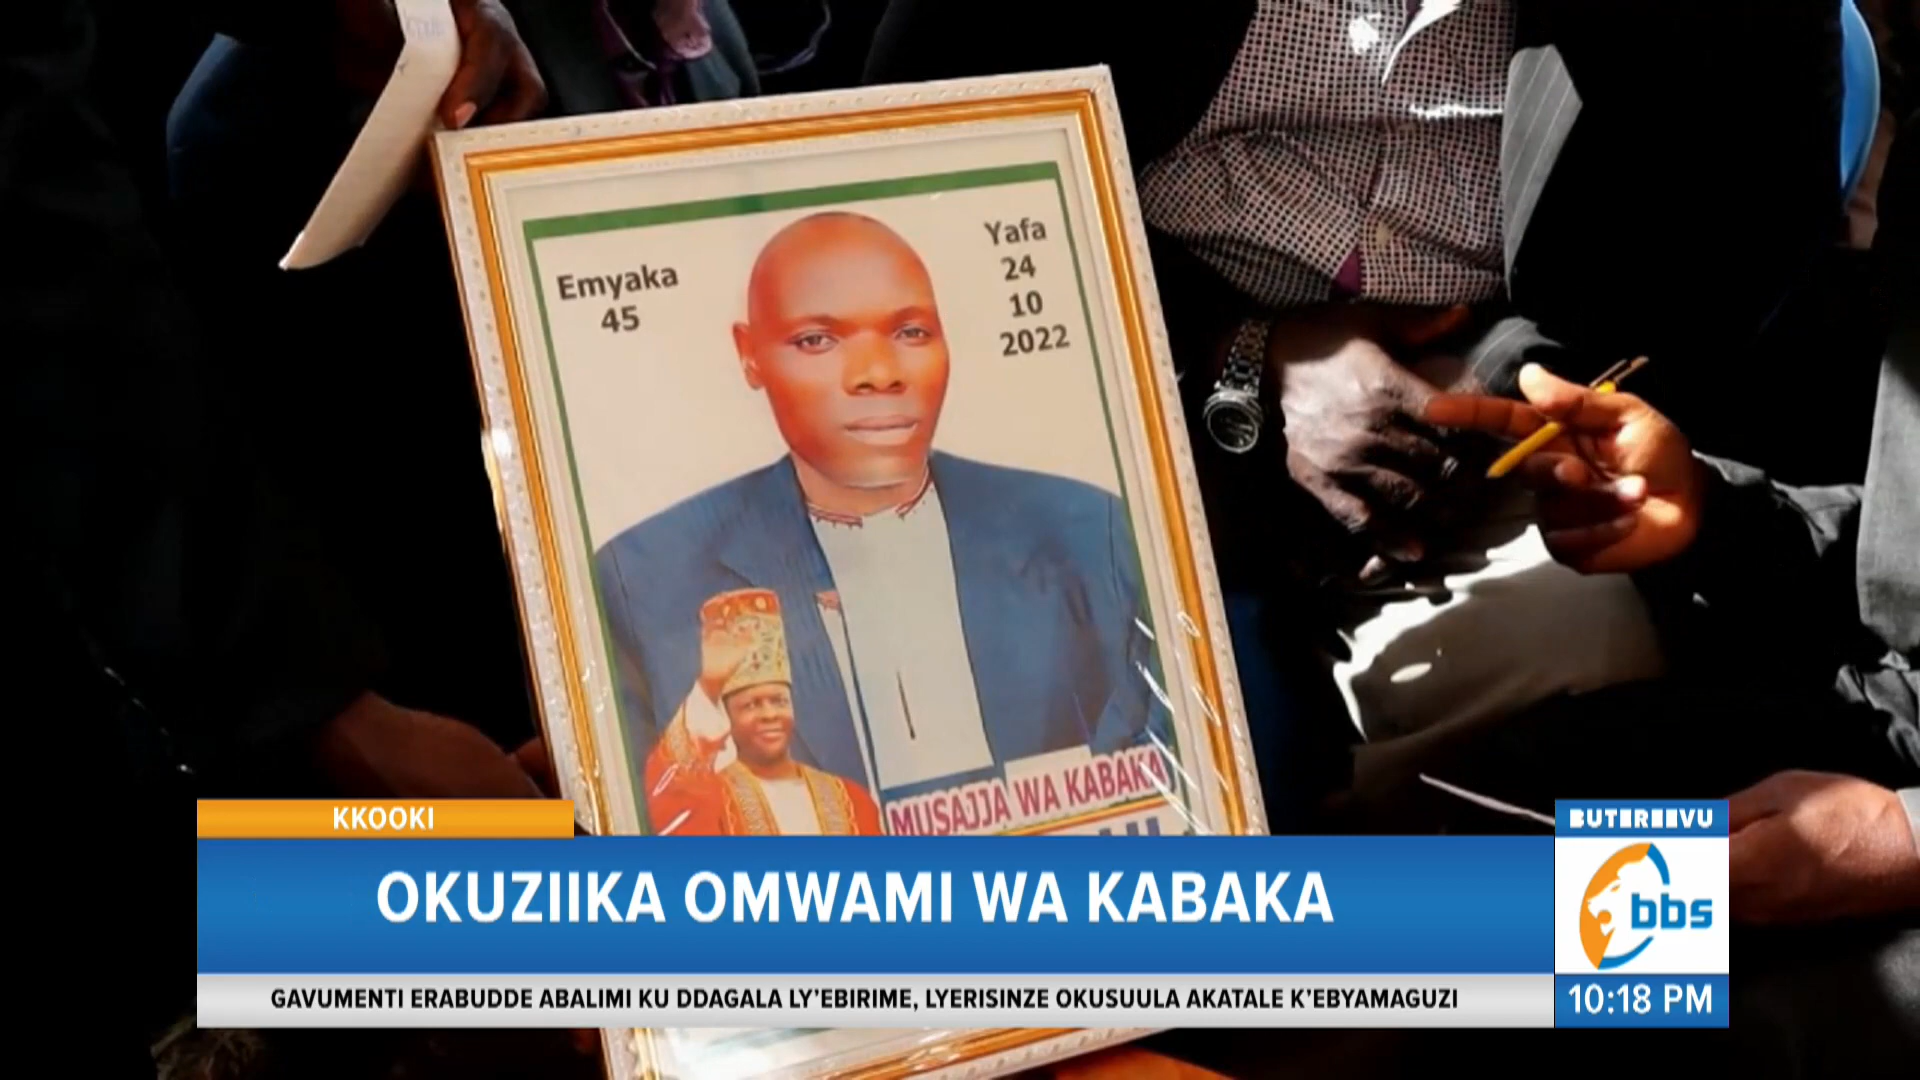 Emyaka
45
Yafa
24
10
2022
MUSAJJA WA KABAKA
KKOOKI
OKUZIIKA OMWAMI WA KABAKA
GAVUMENTI ERABUDDE ABALIMI KU DDAGALA LY'EBIRIME, LYERISINZE OKUSUULA AKATALE K'EBYAMAGUZI
BUTEREEVU
bbs
10:18 PM